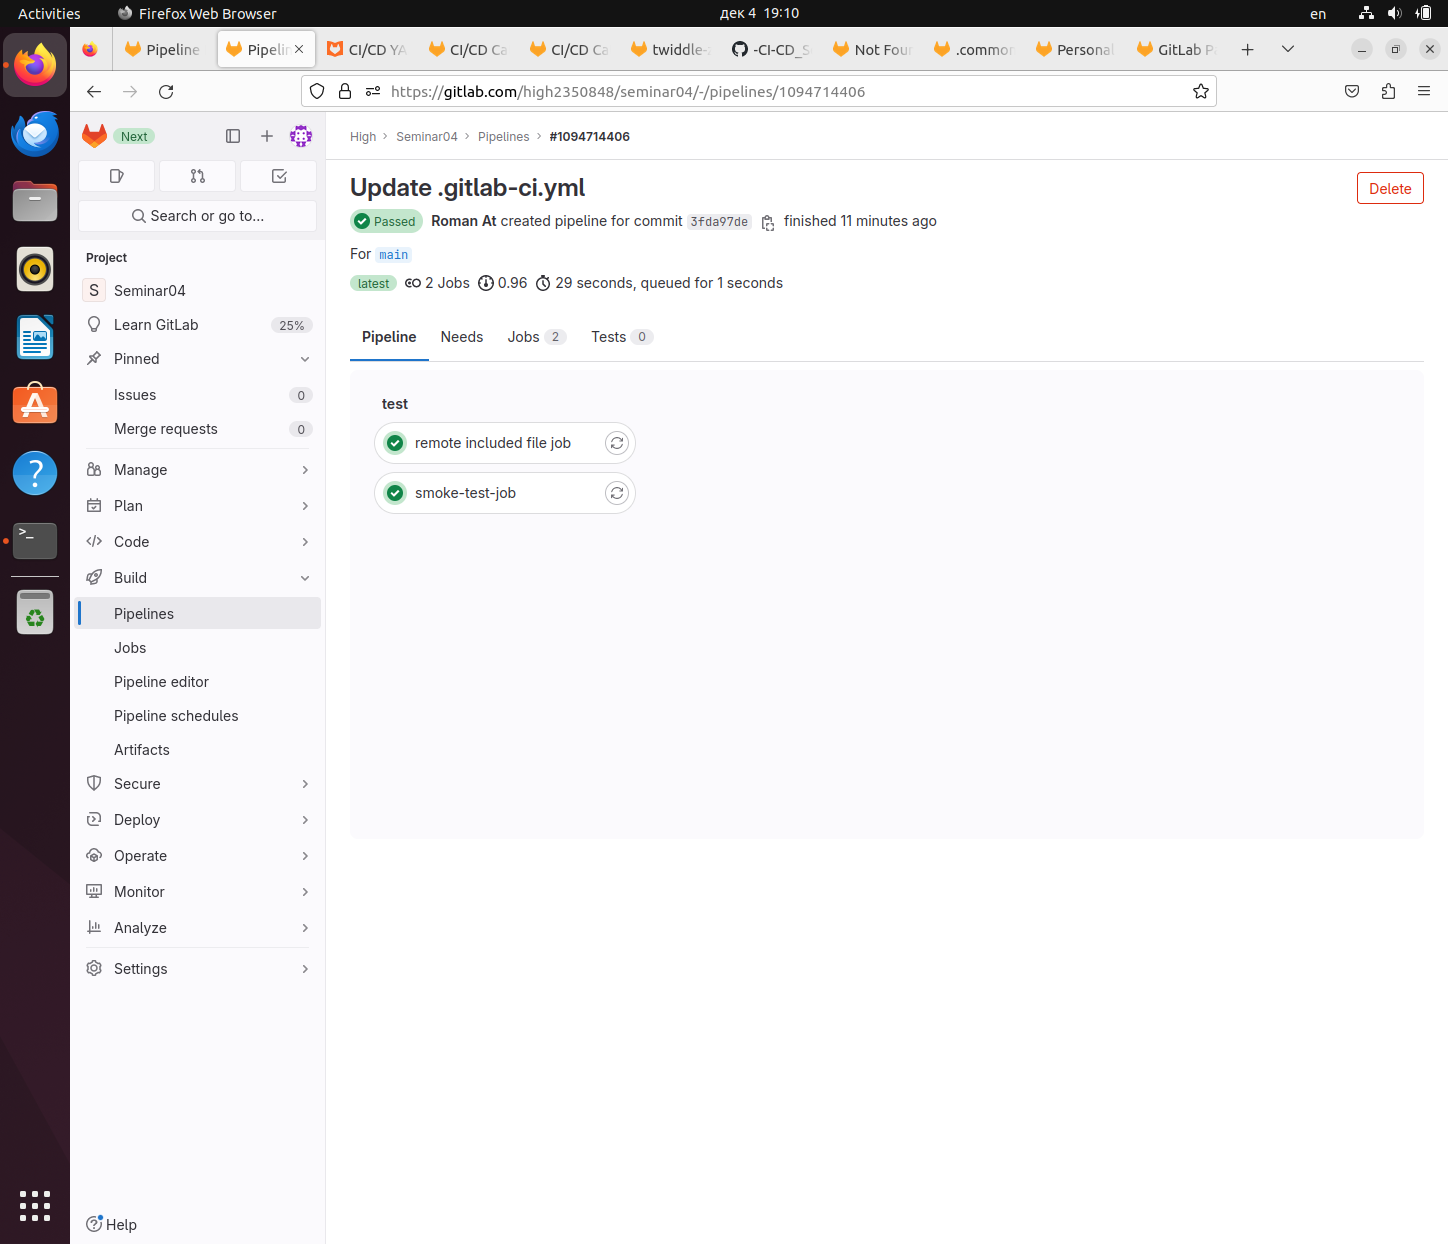 Activities
Firefox Web Browser
дек 4 19:10
en
Pipeline
Pipelin
CI/CD YA
CI/CD Ca
CI/CD Ca
twiddle-
-CI-CD_S
Not Foun
.common
Personal
GitLab P
https://gitlab.com/high2350848/seminar04/-/pipelines/1094714406
Next
High
Seminar04
Pipelines
#1094714406
Update .gitlab-ci.yml
Delete
Search or go to...
Passed
Roman At created pipeline for commit 3fda97de finished 11 minutes ago
For main
latest
2 Jobs
0.96
29 seconds, queued for 1 seconds
Project
S Seminar04
Learn GitLab 25%
Pinned
Issues 0
Merge requests 0
Manage
Plan
Code
Build
Pipelines
Jobs
Pipeline editor
Pipeline schedules
Artifacts
Secure
Deploy
Operate
Monitor
Analyze
Settings
Help
Pipeline
Needs
Jobs 2
Tests 0
test
remote included file job
smoke-test-job